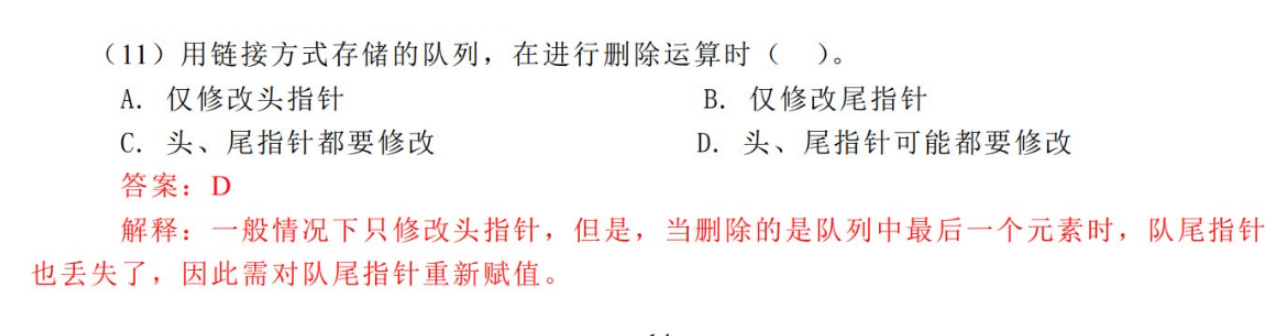 （11）用链接方式存储的队列，在进行删除运算时（ ）。
A. 仅修改头指针 B. 仅修改尾指针
C. 头、尾指针都要修改 D. 头、尾指针可能都要修改
答案：D
解释：一般情况下只修改头指针，但是，当删除的是队列中最后一个元素时，队尾指针
也丢失了，因此需对队尾指针重新赋值。